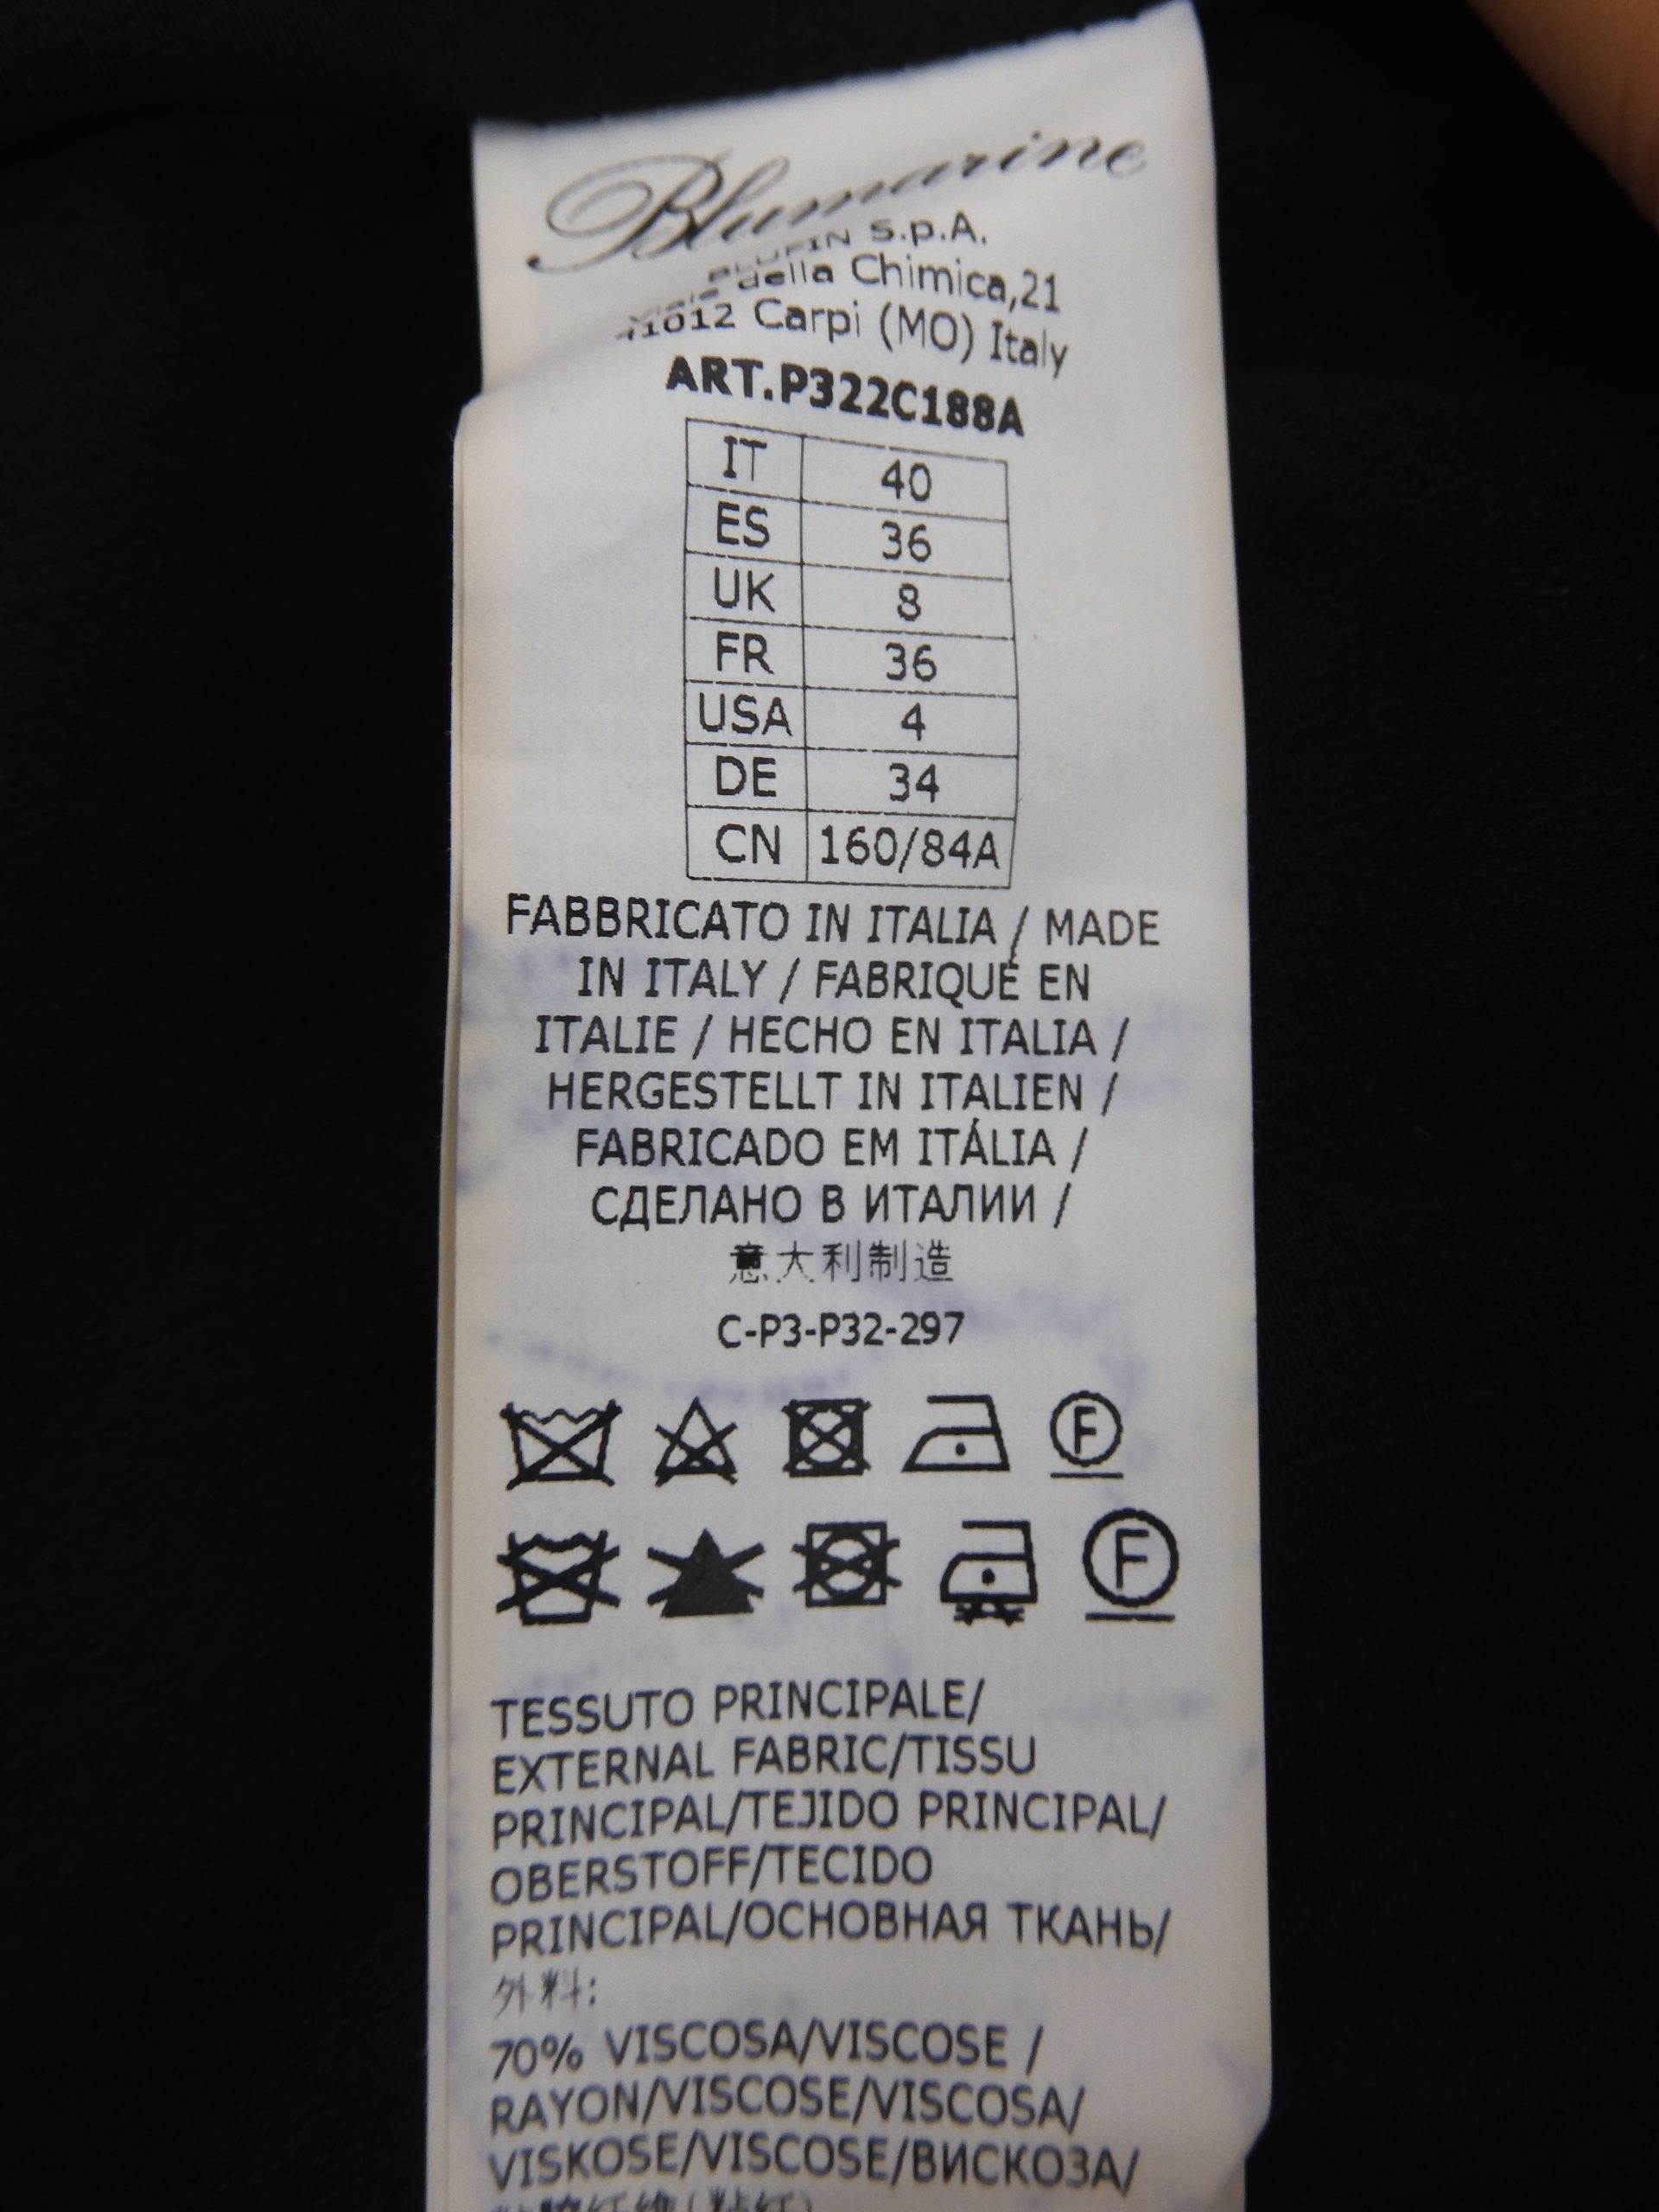 Blumarine
BLUFIN S.p.A.
Viale della Chimica,21
41012 Carpi (MO) Italy
ART.P322C188A
IT 40
ES 36
UK 8
FR 36
USA 4
DE 34
CN 160/84A
FABBRICATO IN ITALIA / MADE
IN ITALY / FABRIQUÉ EN
ITALIE / HECHO EN ITALIA /
HERGESTELLT IN ITALIEN /
FABRICADO EM ITÁLIA /
СДЕЛАНО В ИТАЛИИ /
意大利制造
C-P3-P32-297
F
F
TESSUTO PRINCIPALE/
EXTERNAL FABRIC/TISSU
PRINCIPAL/TEJIDO PRINCIPAL/
OBERSTOFF/TECIDO
PRINCIPAL/ОСНОВНАЯ ТКАНЬ/
外料:
70% VISCOSA/VISCOSE /
RAYON/VISCOSE/VISCOSA/
VISKOSE/VISCOSE/ВИСКОЗА/